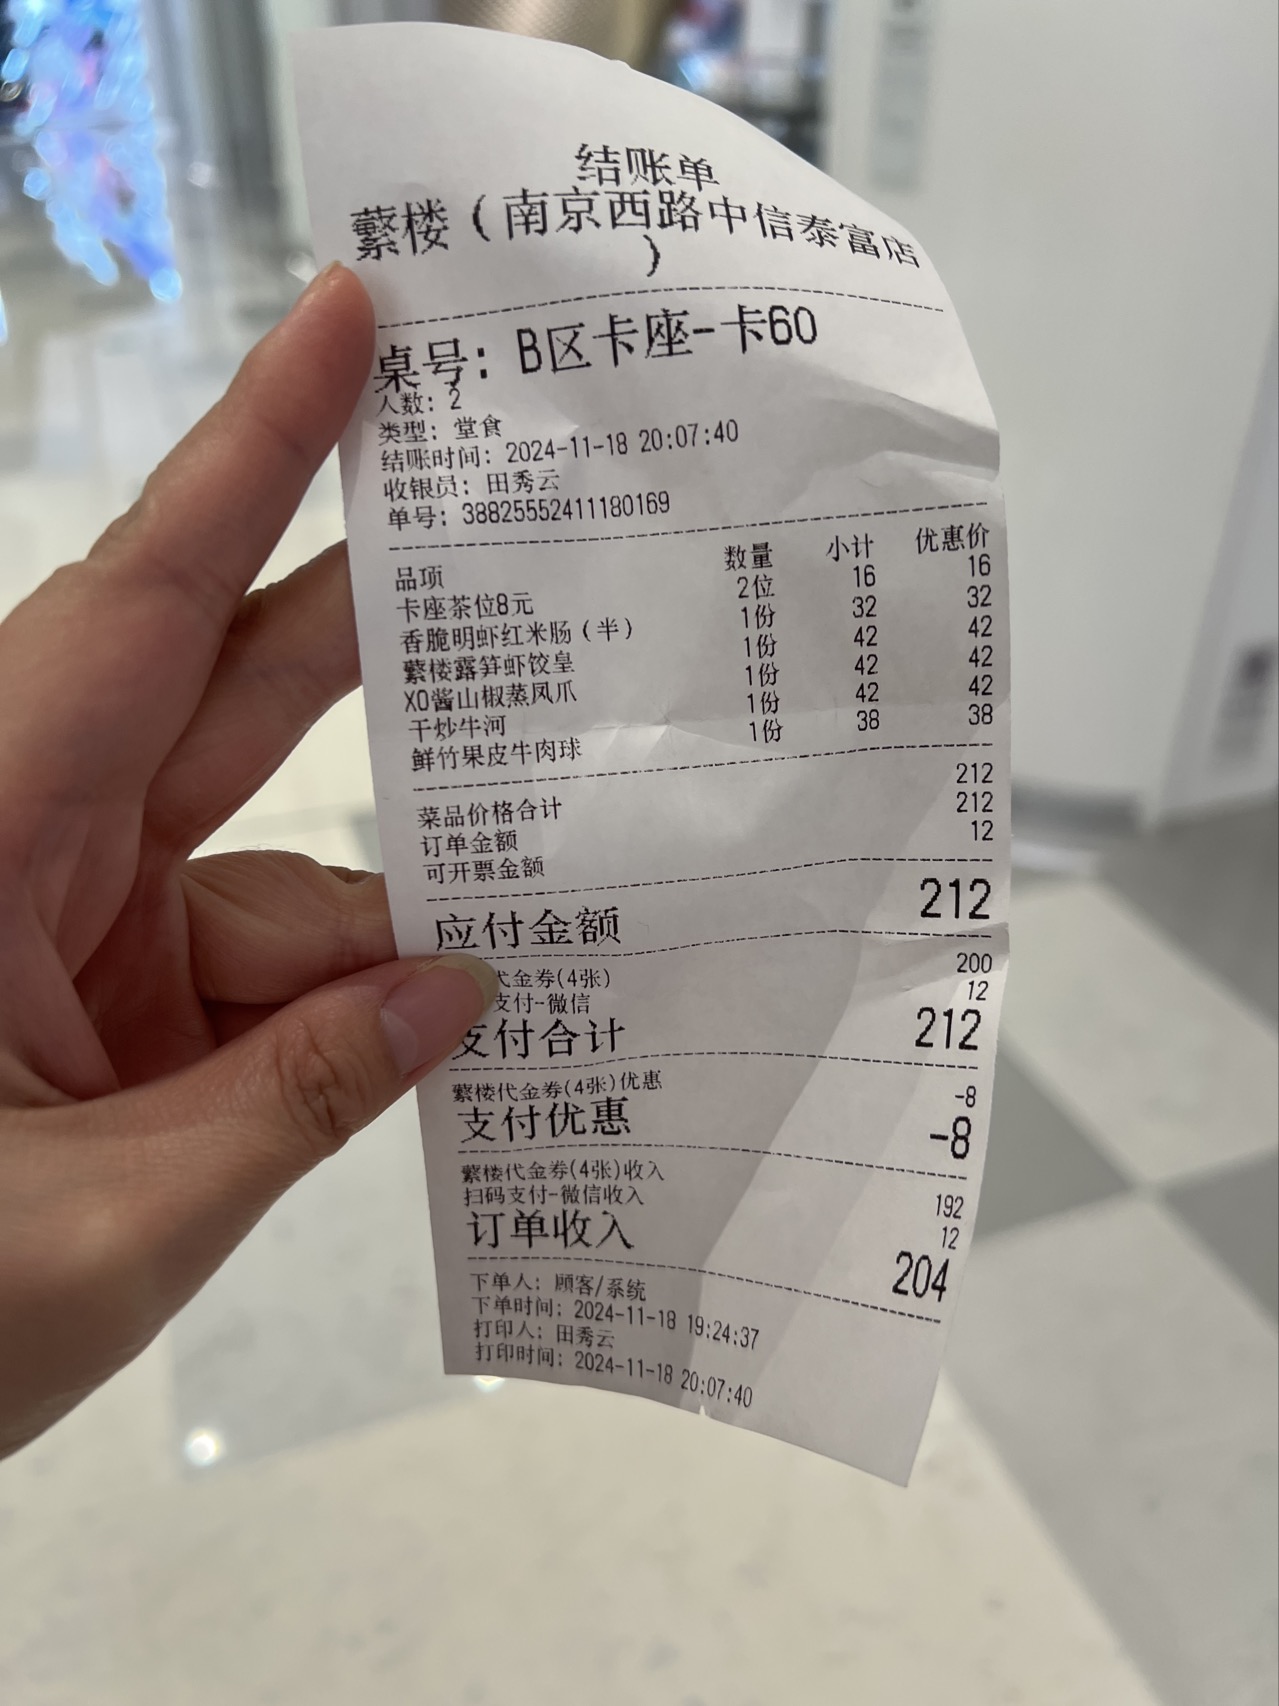 结账单
蘩楼（南京西路中信泰富店
）
桌号：B区卡座-卡60
人数：2
类型：堂食
结账时间：2024-11-18 20:07:40
收银员：田秀云
单号：38825552411180169
品项 数量 小计 优惠价
卡座茶位8元 2位 16 16
香脆明虾红米肠（半） 1份 32 32
蘩楼露笋虾饺皇 1份 42 42
XO酱山椒蒸凤爪 1份 42 42
干炒牛河 1份 42 42
鲜竹果皮牛肉球 1份 38 38
菜品价格合计 212
订单金额 212
可开票金额 12
应付金额 212
代金券(4张) 200
支付-微信 12
支付合计 212
蘩楼代金券(4张)优惠 -8
支付优惠 -8
蘩楼代金券(4张)收入 192
扫码支付-微信收入 12
订单收入 204
下单人：顾客/系统
下单时间：2024-11-18 19:24:37
打印人：田秀云
打印时间：2024-11-18 20:07:40